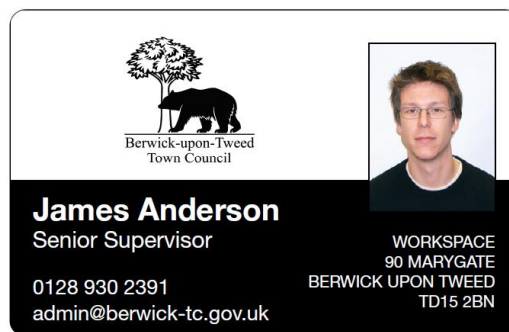 Berwick-upon-Tweed
Town Council
James Anderson
Senior Supervisor
0128 930 2391
admin@berwick-tc.gov.uk
WORKSPACE
90 MARYGATE
BERWICK UPON TWEED
TD15 2BN